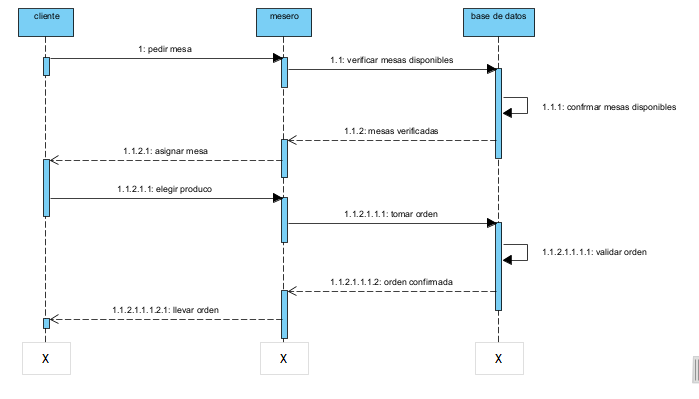 cliente
mesero
base de datos
1: pedir mesa
1.1: verificar mesas disponibles
1.1.1: confrmar mesas disponibles
1.1.2: mesas verificadas
1.1.2.1: asignar mesa
1.1.2.1.1: elegir produco
1.1.2.1.1.1: tomar orden
1.1.2.1.1.1.1: validar orden
1.1.2.1.1.1.2: orden confirmada
1.1.2.1.1.1.2.1: llevar orden
X
X
X